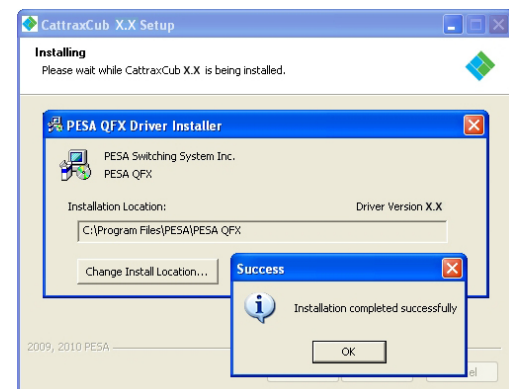 CattraxCub X.X Setup
Installing
Please wait while CattraxCub X.X is being installed.
PESA QFX Driver Installer
PESA Switching System Inc.
PESA QFX
Installation Location:
Driver Version X.X
C:\Program Files\PESA\PESA QFX
Change Install Location...
Success
Installation completed successfully
OK
2009, 2010 PESA